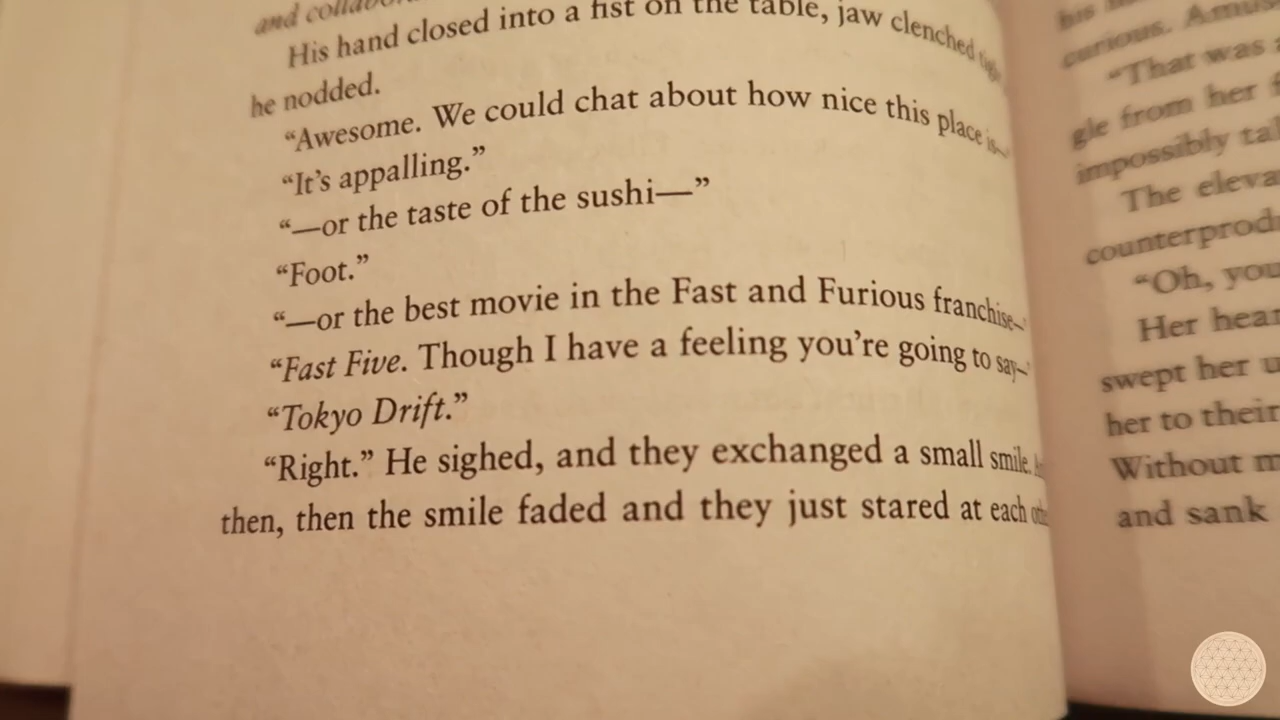 and
His hand closed into a fist on the table, jaw clenched
he nodded.
“Awesome. We could chat about how nice this place is—
“It’s appalling.”
“—or the taste of the sushi—”
“Foot.”
“—or the best movie in the Fast and Furious franchise—
“Fast Five. Though I have a feeling you’re going to say—
“Tokyo Drift.”
“Right.” He sighed, and they exchanged a small smile.
then, then the smile faded and they just stared at each
his
curious.
“That was
gle from her
impossibly
The
“Oh, you
Her
swept her
her to their
Without
and sank